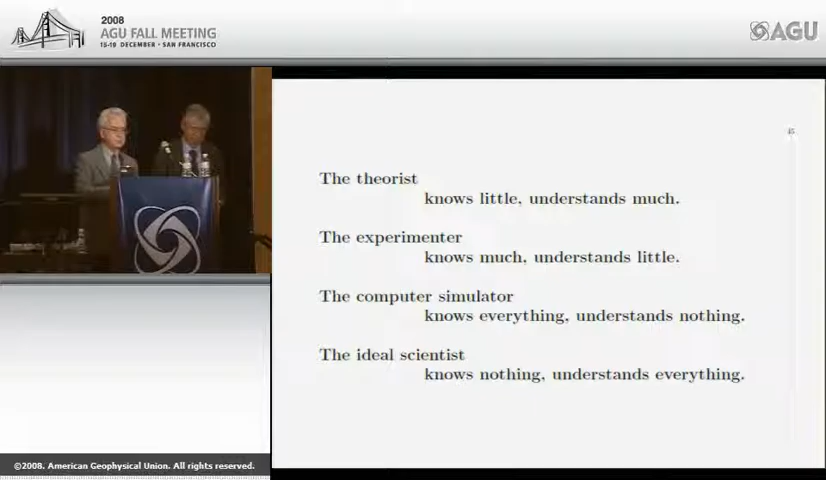 2008
AGU FALL MEETING
15-19 DECEMBER • SAN FRANCISCO
AGU
45
The theorist
knows little, understands much.
The experimenter
knows much, understands little.
The computer simulator
knows everything, understands nothing.
The ideal scientist
knows nothing, understands everything.
©2008. American Geophysical Union. All rights reserved.